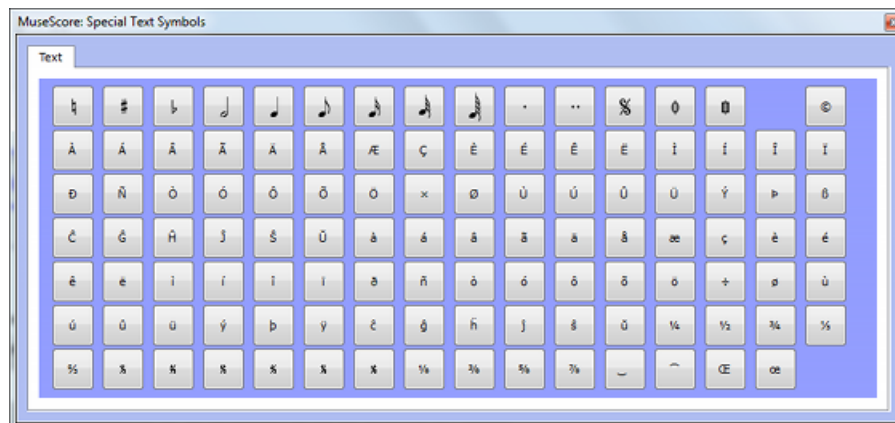 MuseScore: Special Text Symbols
Text
♮ ♯ ♭ · ·· ©
À Á Â Ã Ä Å Æ Ç È É Ê Ë Ì Í Î Ï
Ð Ñ Ò Ó Ô Õ Ö × Ø Ù Ú Û Ü Ý Þ ß
Ĉ Ĝ Ĥ Ĵ Ŝ Ŭ à á â ã ä å æ ç è é
ê ë ì í î ï ð ñ ò ó ô õ ö ÷ ø ù
ú û ü ý þ ÿ ĉ ĝ ĥ ĵ ŝ ŭ ¼ ½ ¾ ⅓
⅔ ⅛ ⅜ ⅝ ⅞ ‿ ⁀ Œ œ